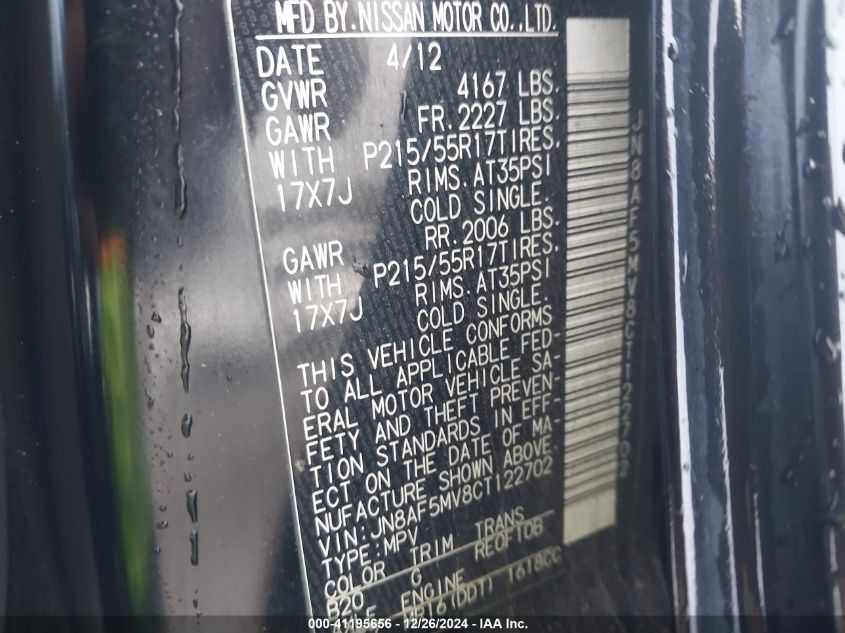 MFD BY.NISSAN MOTOR CO.,LTD.
DATE 4/12
GVWR 4167 LBS.
GAWR FR.2227 LBS.
WITH P215/55R17TIRES.
17X7J RIMS.AT35PSI
COLD SINGLE.
GAWR RR.2006 LBS.
WITH P215/55R17TIRES.
17X7J RIMS.AT35PSI
COLD SINGLE.
THIS VEHICLE CONFORMS
TO ALL APPLICABLE FED-
ERAL MOTOR VEHICLE SA-
FETY AND THEFT PREVEN-
TION STANDARDS IN EFF-
ECT ON THE DATE OF MA-
NUFACTURE SHOWN ABOVE.
VIN:JN8AF5MV8CT122702
TYPE:MPV
COLOR TRIM TRANS
B20 G RE0F10B
ENGINE
(DDT) 1618CC
JN8AF5MV8CT122702
000-41195656 - 12/26/2024 - IAA Inc.